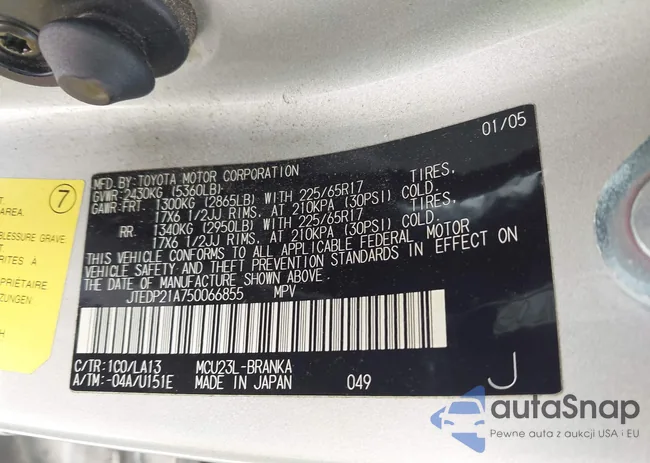 01/05
MFD.BY:TOYOTA MOTOR CORPORATION
GVWR:2430KG (5360LB)
GAWR:FRT. 1300KG (2865LB) WITH 225/65R17 TIRES,
17X6 1/2JJ RIMS, AT 210KPA (30PSI) COLD.
RR. 1340KG (2950LB) WITH 225/65R17 TIRES,
17X6 1/2JJ RIMS, AT 210KPA (30PSI) COLD.
THIS VEHICLE CONFORMS TO ALL APPLICABLE FEDERAL MOTOR
VEHICLE SAFETY AND THEFT PREVENTION STANDARDS IN EFFECT ON
THE DATE OF MANUFACTURE SHOWN ABOVE.
JTEDP21A750066855 MPV
C/TR:1C0/LA13 MCU23L-BRANKA
A/TM:-04A/U151E MADE IN JAPAN 049 J
7
AREA.
BLESSURE GRAVE.
autaSnap
Pewne auta z aukcji USA i EU